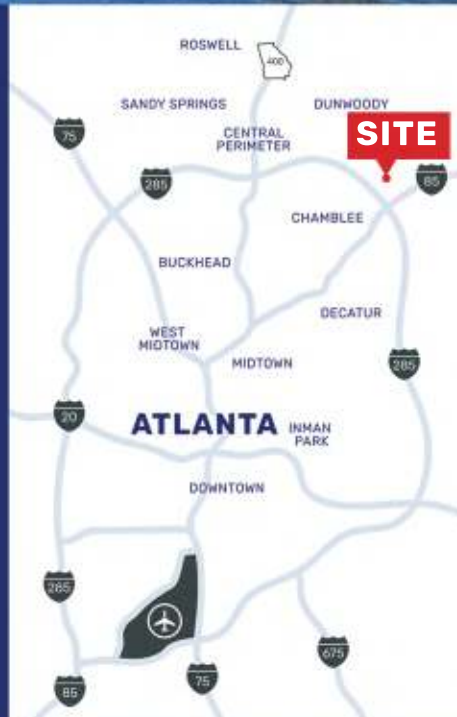 ROSWELL
400
SANDY SPRINGS
DUNWOODY
75
CENTRAL
PERIMETER
SITE
285
85
CHAMBLEE
BUCKHEAD
DECATUR
WEST
MIDTOWN
MIDTOWN
285
20
ATLANTA
INMAN
PARK
DOWNTOWN
285
675
85
75